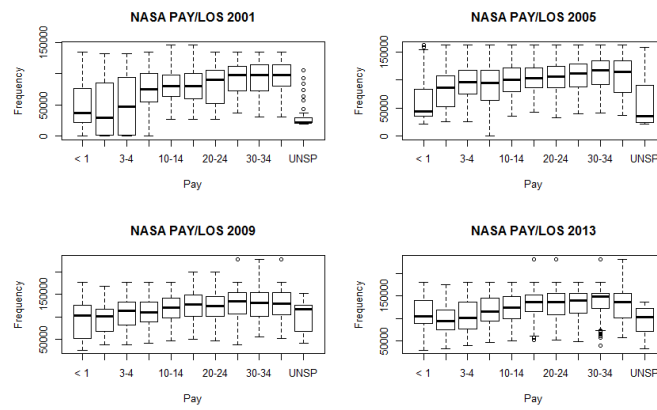 NASA PAY/LOS 2001
Frequency
0 50000 150000
< 1 3-4 10-14 20-24 30-34 UNSP
Pay
NASA PAY/LOS 2005
Frequency
0 50000 150000
< 1 3-4 10-14 20-24 30-34 UNSP
Pay
NASA PAY/LOS 2009
Frequency
50000 150000
< 1 3-4 10-14 20-24 30-34 UNSP
Pay
NASA PAY/LOS 2013
Frequency
50000 150000
< 1 3-4 10-14 20-24 30-34 UNSP
Pay